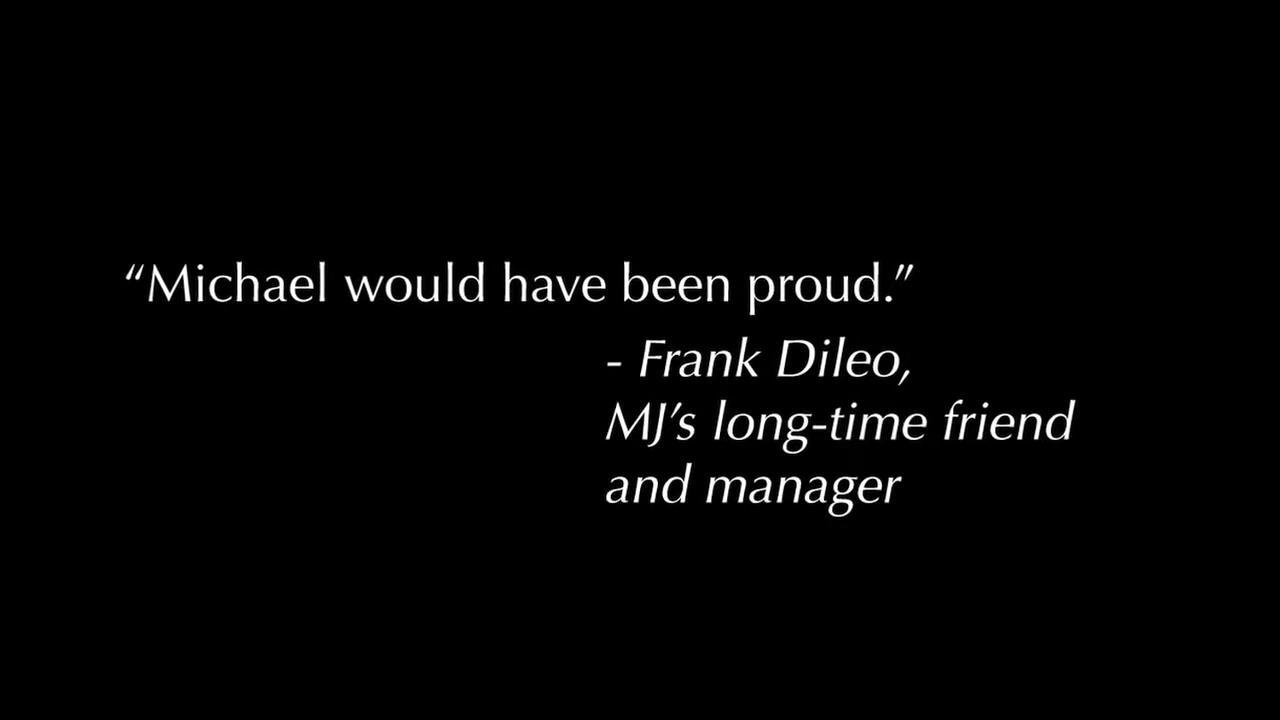 “Michael would have been proud.”
- Frank Dileo,
MJ’s long-time friend
and manager